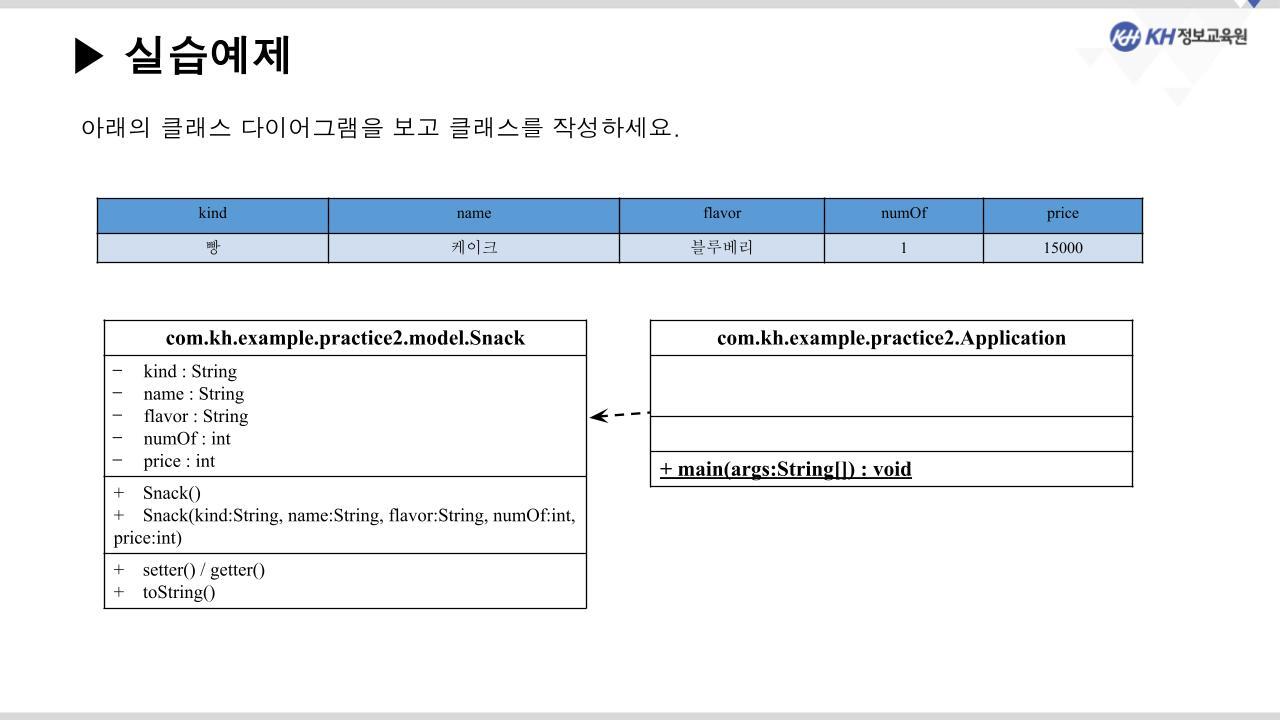 ▶ 실습예제
KH KH정보교육원
아래의 클래스 다이어그램을 보고 클래스를 작성하세요.
kind name flavor numOf price
빵 케이크 블루베리 1 15000
com.kh.example.practice2.model.Snack
− kind : String
− name : String
− flavor : String
− numOf : int
− price : int
+ Snack()
+ Snack(kind:String, name:String, flavor:String, numOf:int,
price:int)
+ setter() / getter()
+ toString()
com.kh.example.practice2.Application
+ main(args:String[]) : void